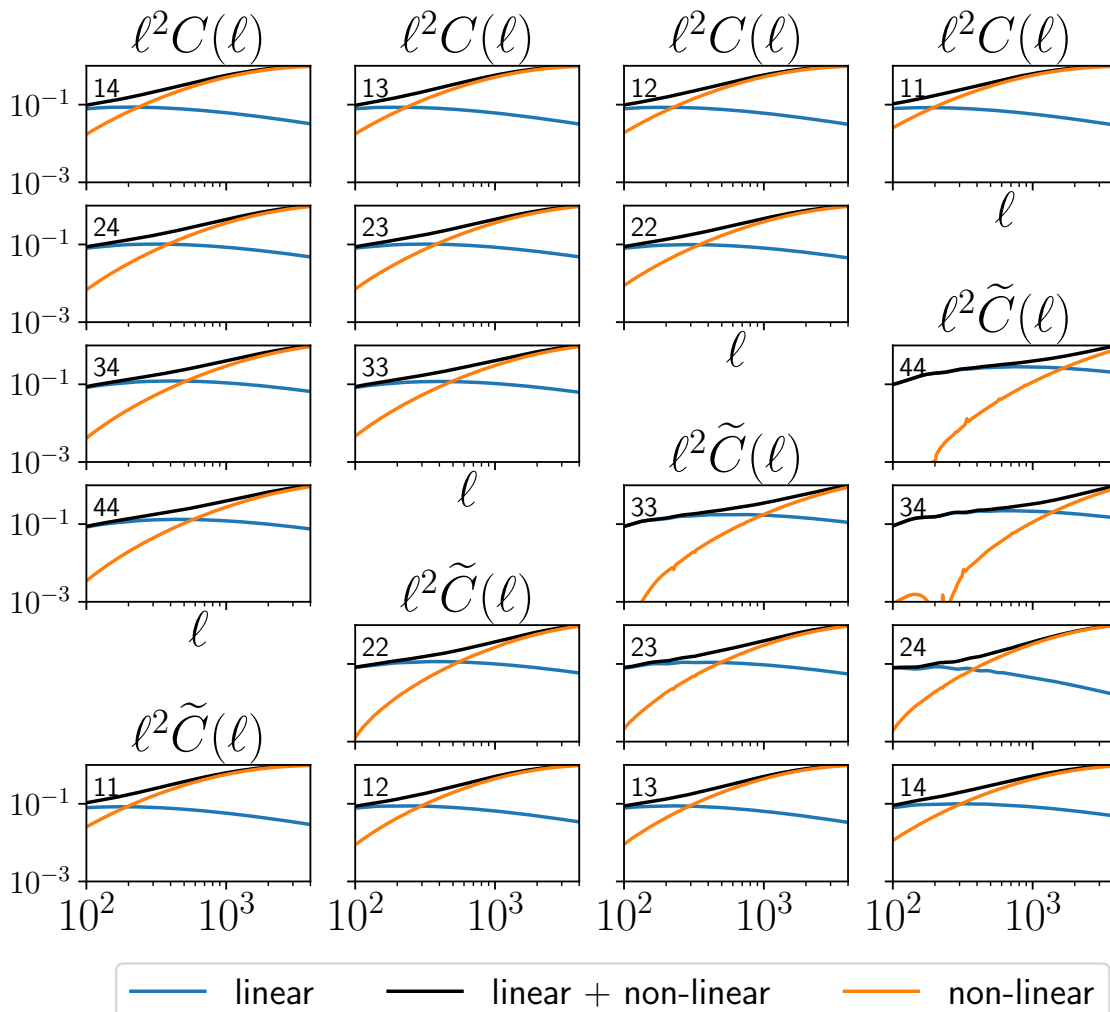 ℓ²C(ℓ) ℓ²C(ℓ) ℓ²C(ℓ) ℓ²C(ℓ)
10⁻¹ 14 13 12 11
10⁻³
ℓ
10⁻¹ 24 23 22
10⁻³
ℓ
ℓ²C̃(ℓ)
10⁻¹ 34 33 44
10⁻³
ℓ
ℓ²C̃(ℓ)
10⁻¹ 44 33 34
10⁻³
ℓ
ℓ²C̃(ℓ)
22 23 24
ℓ²C̃(ℓ)
10⁻¹ 11 12 13 14
10⁻³
10² 10³ 10² 10³ 10² 10³ 10² 10³
linear linear + non-linear non-linear